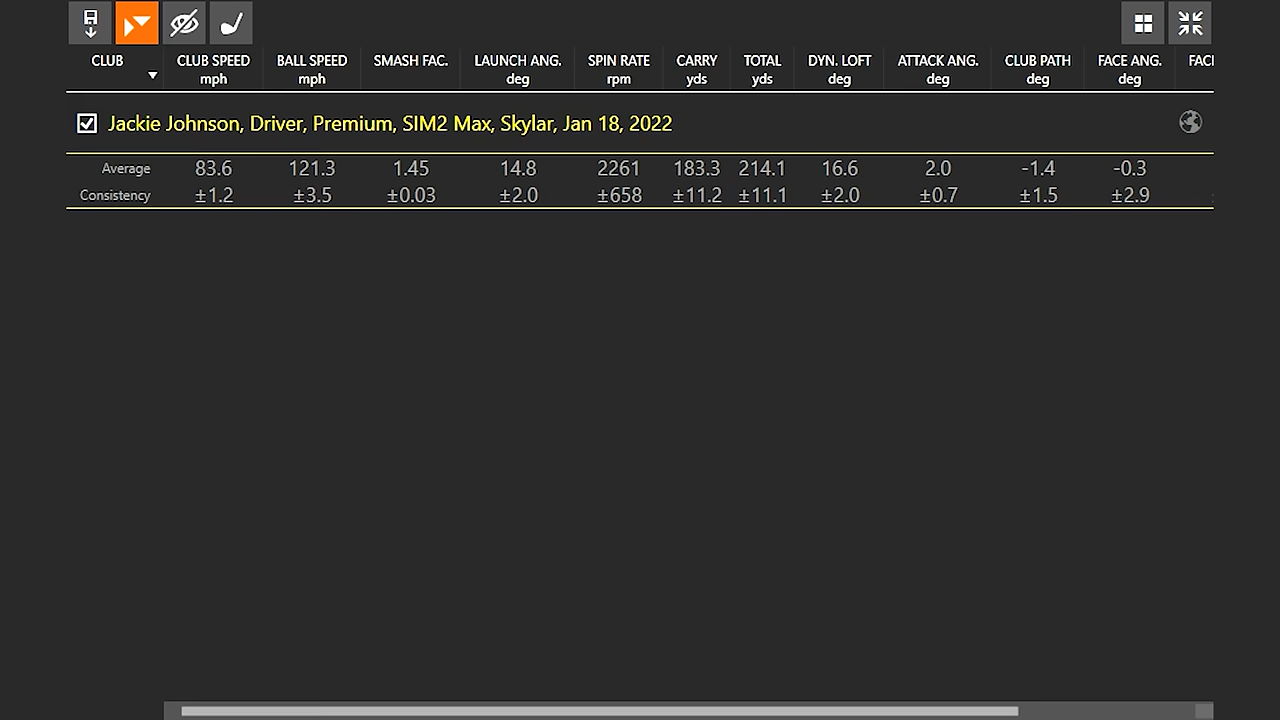 CLUB CLUB SPEED BALL SPEED SMASH FAC. LAUNCH ANG. SPIN RATE CARRY TOTAL DYN. LOFT ATTACK ANG. CLUB PATH FACE ANG.
mph mph deg rpm yds yds deg deg deg deg
Jackie Johnson, Driver, Premium, SIM2 Max, Skylar, Jan 18, 2022
Average 83.6 121.3 1.45 14.8 2261 183.3 214.1 16.6 2.0 -1.4 -0.3
Consistency ±1.2 ±3.5 ±0.03 ±2.0 ±658 ±11.2 ±11.1 ±2.0 ±0.7 ±1.5 ±2.9